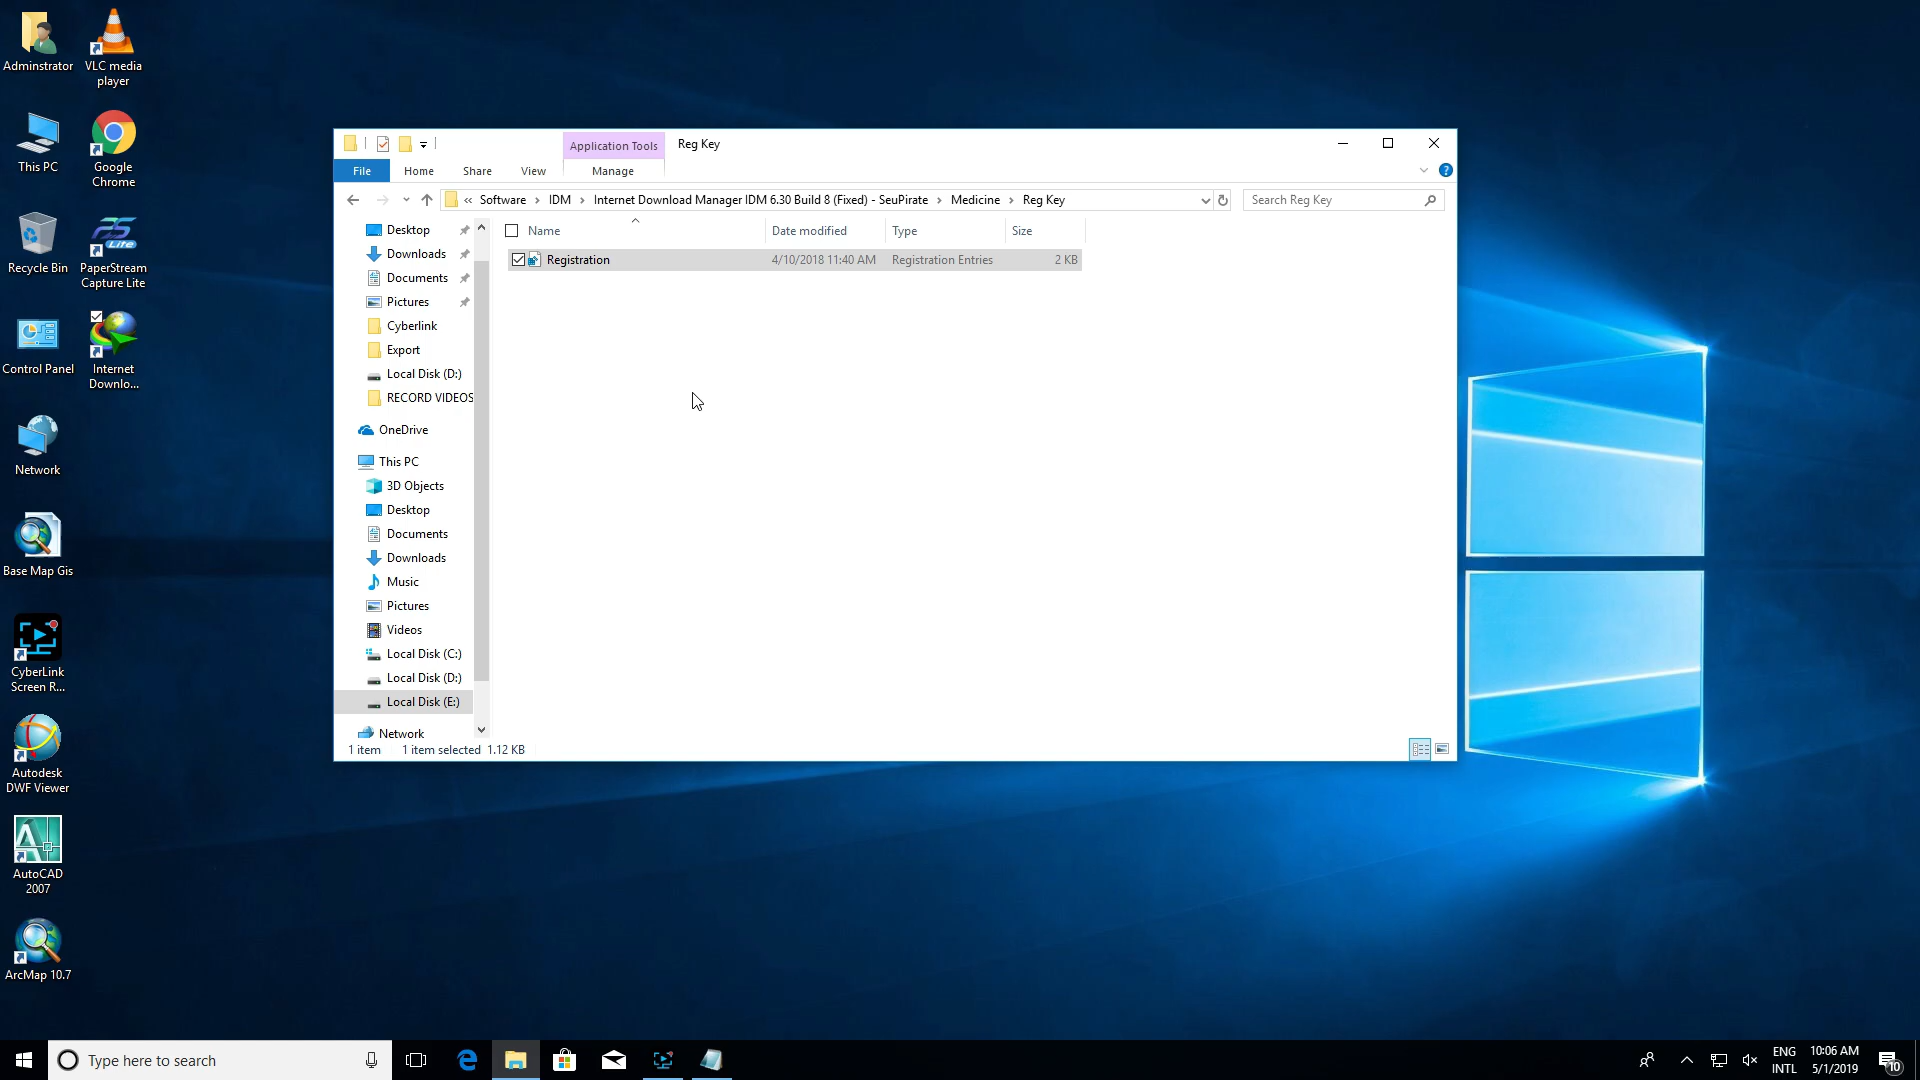 Adminstrator
VLC media
player
This PC
Google
Chrome
Recycle Bin
PaperStream
Capture Lite
Control Panel
Internet
Downlo...
Network
Base Map Gis
CyberLink
Screen R...
Autodesk
DWF Viewer
AutoCAD
2007
ArcMap 10.7
Application Tools
Reg Key
File
Home
Share
View
Manage
« Software > IDM > Internet Download Manager IDM 6.30 Build 8 (Fixed) - SeuPirate > Medicine > Reg Key
Search Reg Key
Name
Date modified
Type
Size
Registration
4/10/2018 11:40 AM
Registration Entries
2 KB
Desktop
Downloads
Documents
Pictures
Cyberlink
Export
Local Disk (D:)
RECORD VIDEOS
OneDrive
This PC
3D Objects
Desktop
Documents
Downloads
Music
Pictures
Videos
Local Disk (C:)
Local Disk (D:)
Local Disk (E:)
Network
1 item
1 item selected 1.12 KB
Type here to search
ENG
INTL
10:06 AM
5/1/2019
10